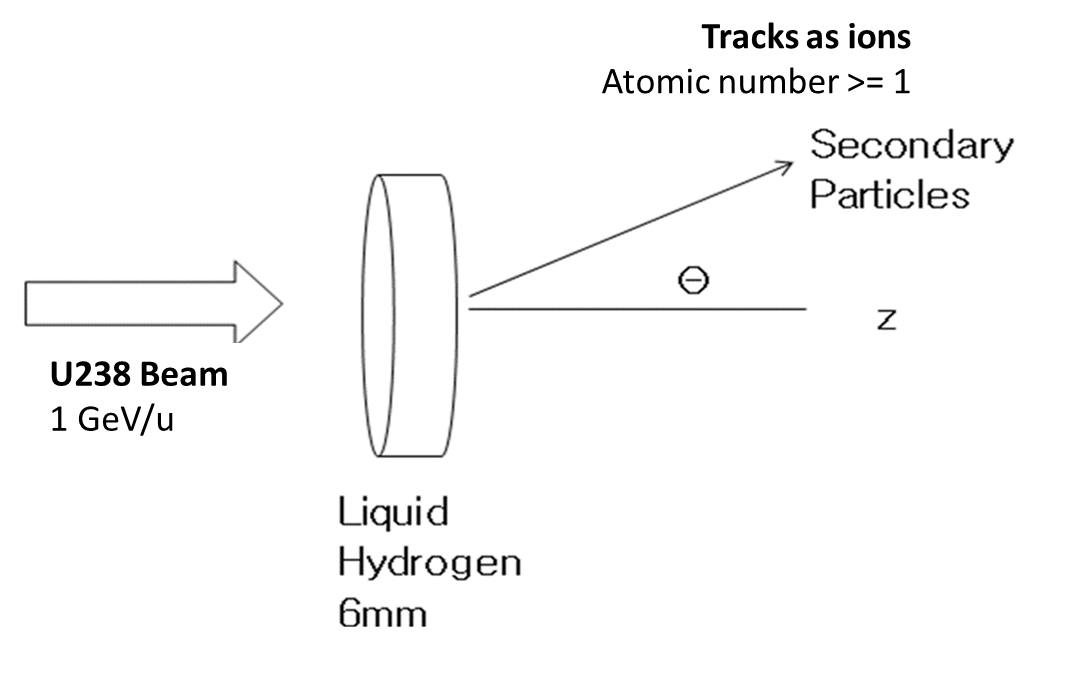 Tracks as ions
Atomic number >= 1
Secondary
Particles
Θ
z
U238 Beam
1 GeV/u
Liquid
Hydrogen
6mm